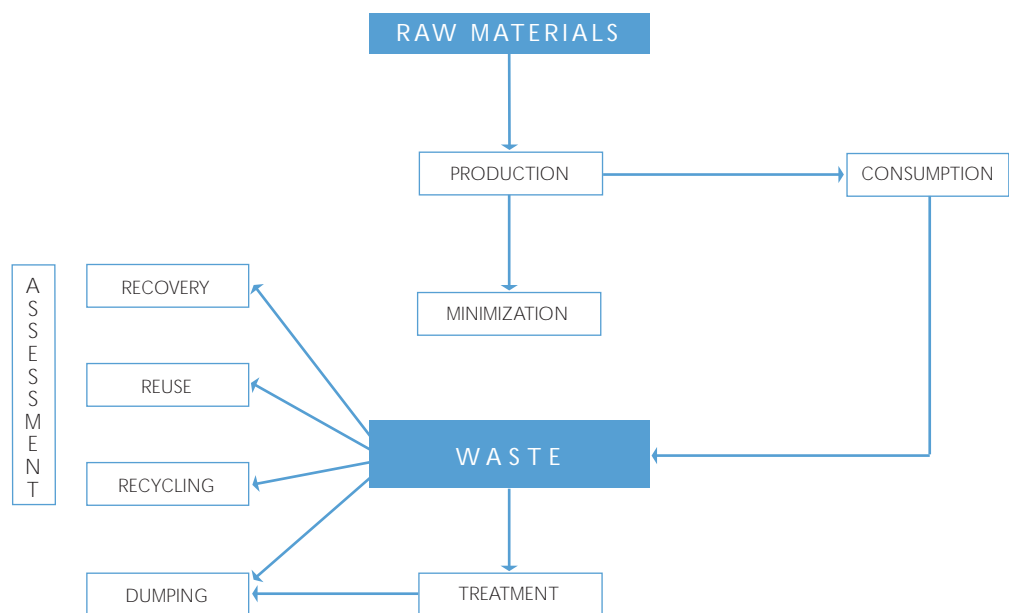 RAW MATERIALS
PRODUCTION
CONSUMPTION
ASSESSMENT
RECOVERY
MINIMIZATION
REUSE
WASTE
RECYCLING
DUMPING
TREATMENT